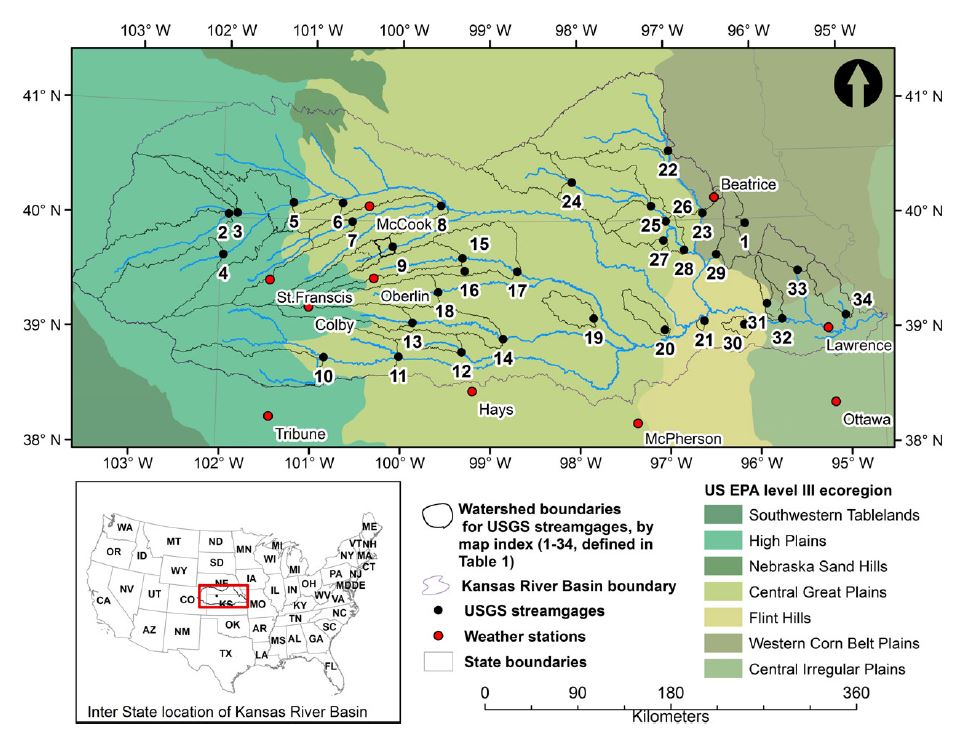 103° W 102° W 101° W 100° W 99° W 98° W 97° W 96° W 95° W
41° N 41° N
22
Beatrice
24
40° N 40° N
2 3 5 6 McCook 8 25 26 23 1
7 15
4 9 27 28 29
St.Franscis Oberlin 16 17 33
18 34
39° N Colby 31 39° N
13 19 20 21 30 32 Lawrence
10 11 12 14
Hays Ottawa
Tribune McPherson
38° N 38° N
103° W 102° W 101° W 100° W 99° W 98° W 97° W 96° W 95° W
WA ME
MT ND MN VT NH
OR ID WI MI NY MA
SD MI CT
WY IA PA NJ
NE OH MD DE
NV UT CO IL IN WV VA
CA KS MO KY
NC
AZ NM OK AR TN SC
MS AL GA
TX LA
FL
Inter State location of Kansas River Basin
Watershed boundaries
for USGS streamgages, by
map index (1-34, defined in
Table 1)
Kansas River Basin boundary
USGS streamgages
Weather stations
State boundaries
US EPA level III ecoregion
Southwestern Tablelands
High Plains
Nebraska Sand Hills
Central Great Plains
Flint Hills
Western Corn Belt Plains
Central Irregular Plains
0 90 180 360
Kilometers